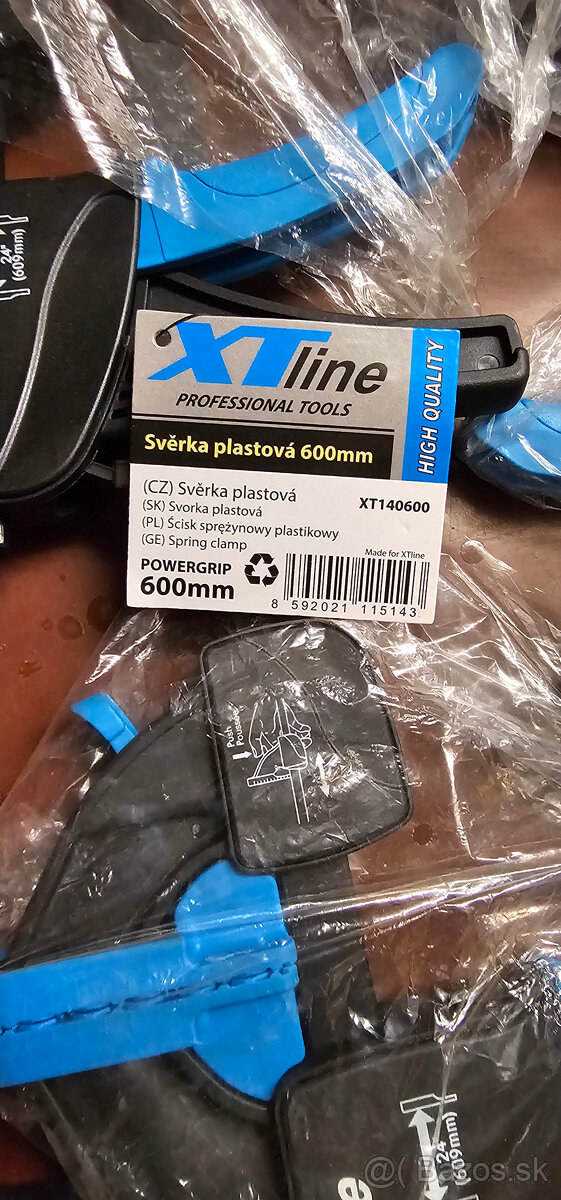 24"
(609mm)
XTline
PROFESSIONAL TOOLS
HIGH QUALITY
Svěrka plastová 600mm
(CZ) Svěrka plastová
XT140600
(SK) Svorka plastová
(PL) Ścisk sprężynowy plastikowy
(GE) Spring clamp
Made for XTline
POWERGRIP
600mm
8 592021 115143
Push
24"
(609mm)
e
Bazos.sk